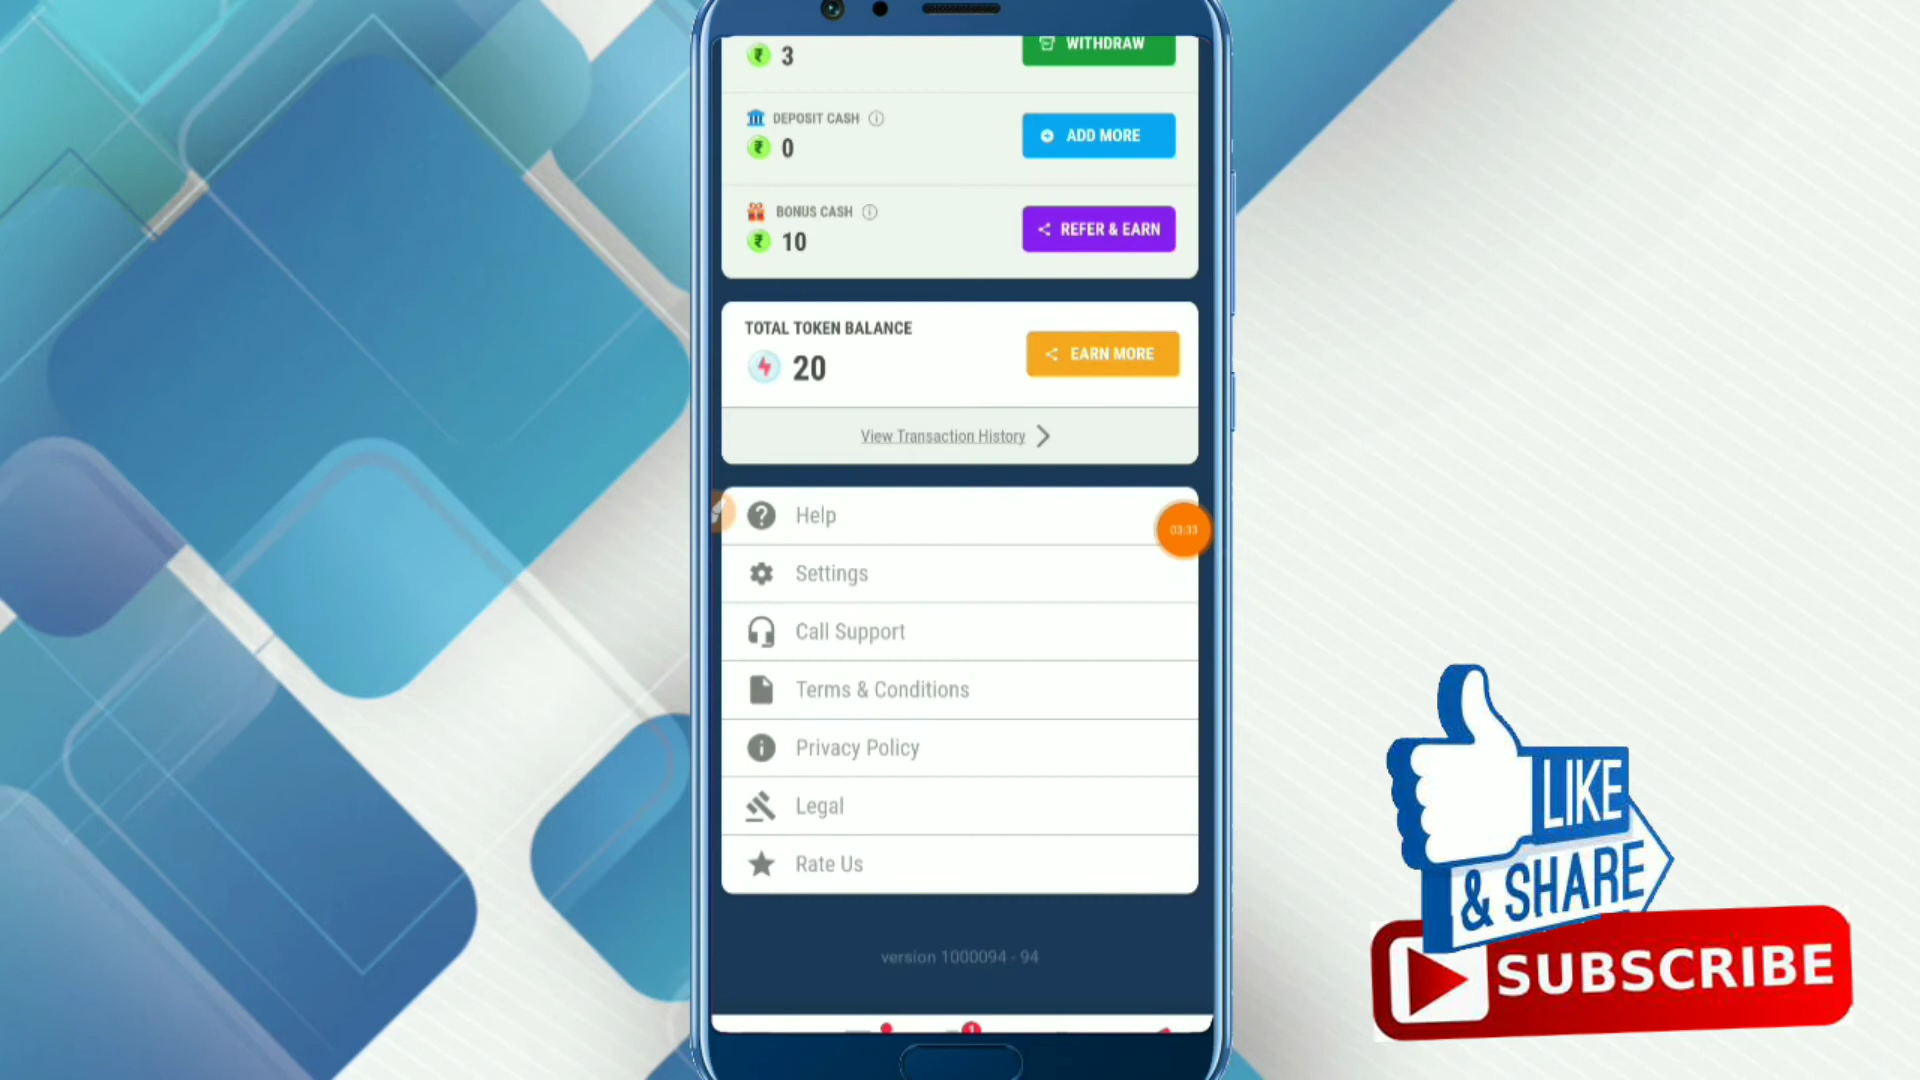 ₹ 3
WITHDRAW
DEPOSIT CASH
₹ 0
ADD MORE
BONUS CASH
₹ 10
REFER & EARN
TOTAL TOKEN BALANCE
20
EARN MORE
View Transaction History
Help
03:33
Settings
Call Support
Terms & Conditions
Privacy Policy
Legal
Rate Us
version 1000094 - 94
1
LIKE
& SHARE
SUBSCRIBE